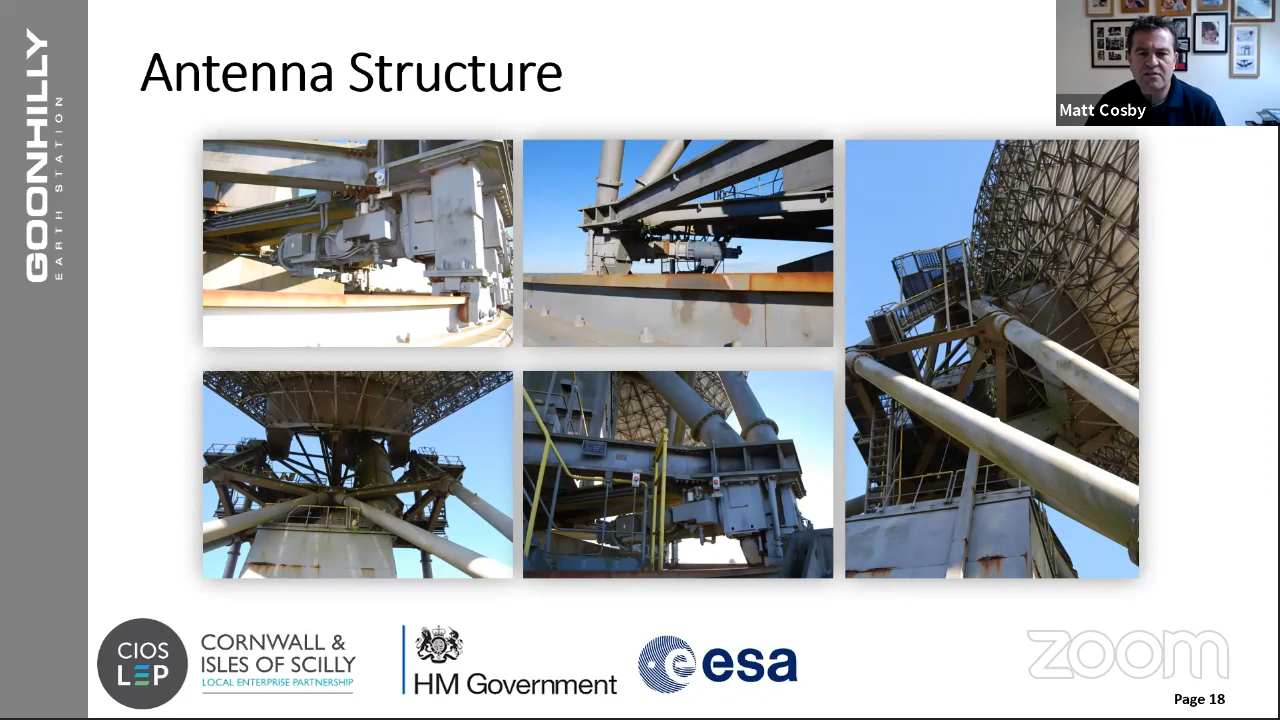 GOONHILLY
EARTH STATION
Antenna Structure
Matt Cosby
CIOS
LEP
CORNWALL &
ISLES OF SCILLY
LOCAL ENTERPRISE PARTNERSHIP
HM Government
esa
zoom
Page 18